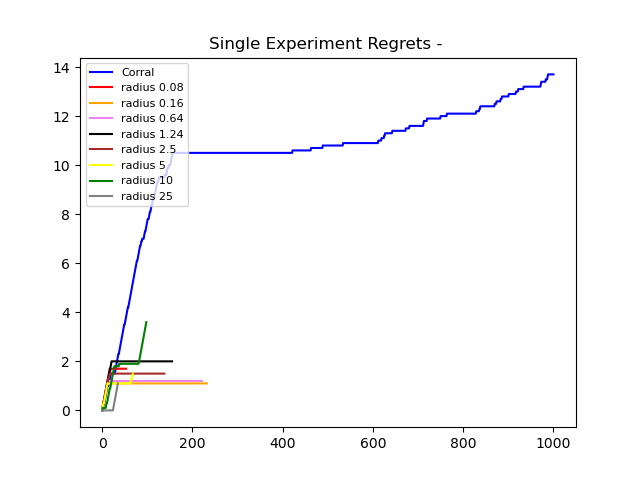 Single Experiment Regrets -
14
12
10
8
6
4
2
0
Corral
radius 0.08
radius 0.16
radius 0.64
radius 1.24
radius 2.5
radius 5
radius 10
radius 25
0 200 400 600 800 1000